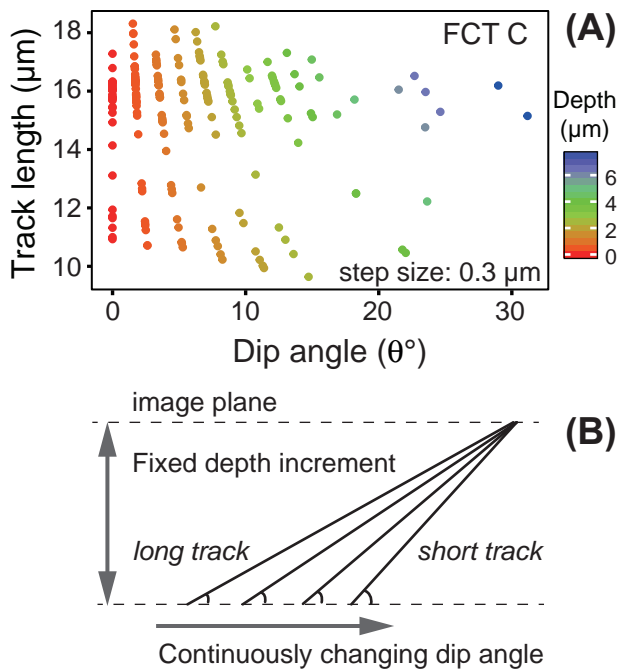 FCT C
(A)
Track length (μm)
18
16
14
12
10
0
10
20
30
Dip angle (θ°)
step size: 0.3 μm
Depth
(μm)
6
4
2
0
image plane
(B)
Fixed depth increment
long track
short track
Continuously changing dip angle